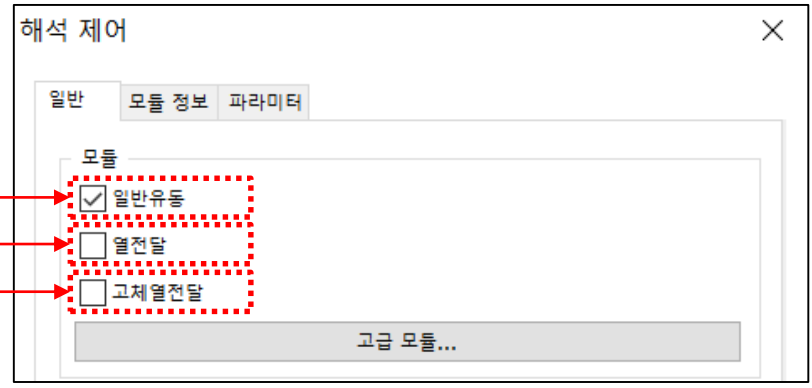 해석 제어
일반 모듈 정보 파라미터
모듈
일반유동
열전달
고체열전달
고급 모듈...